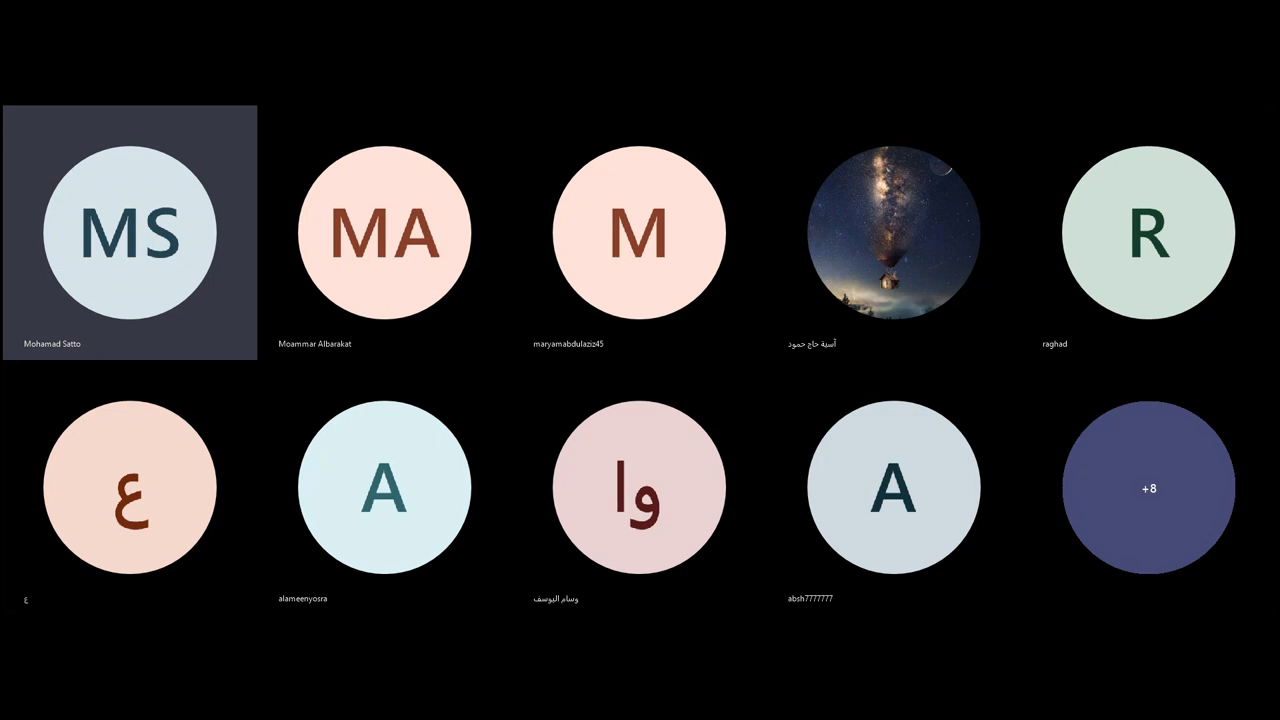 MS
MA
M
R
Mohamad Satto
Moammar Albarakat
maryamabdulaziz45
آسية حاج حمود
raghad
ع
A
وا
A
+8
ع
alameenyosra
وسام اليوسف
absh7777777